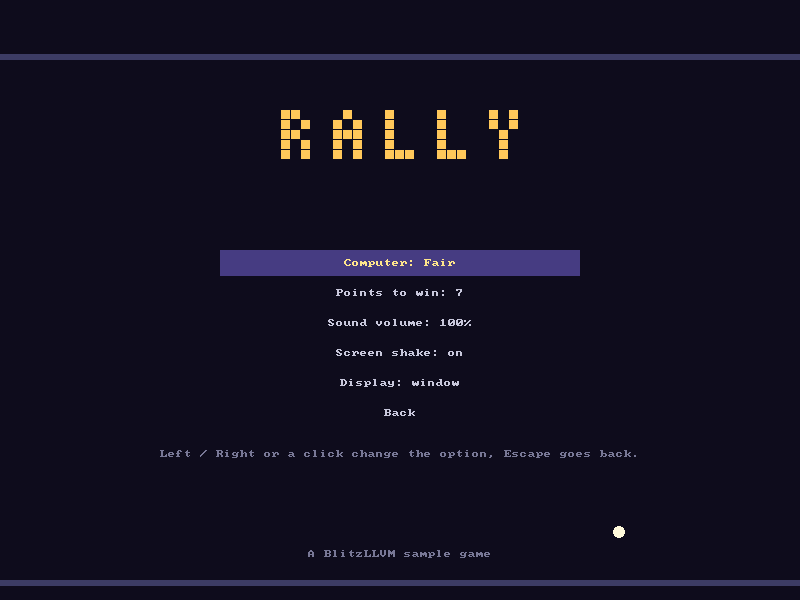 RALLY
Computer: Fair
Points to win: 7
Sound volume: 100%
Screen shake: on
Display: window
Back
Left / Right or a click change the option, Escape goes back.
A BlitzLLVM sample game